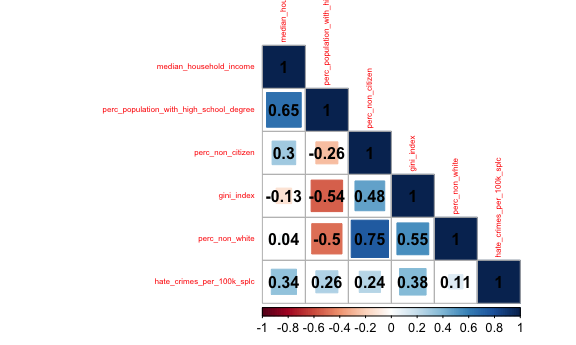 median_hou
perc_population_with_hi
perc_non_citizen
gini_index
perc_non_white
hate_crimes_per_100k_splc
median_household_income 1
perc_population_with_high_school_degree 0.65 1
perc_non_citizen 0.3 -0.26 1
gini_index -0.13 -0.54 0.48 1
perc_non_white 0.04 -0.5 0.75 0.55 1
hate_crimes_per_100k_splc 0.34 0.26 0.24 0.38 0.11 1
-1 -0.8 -0.6 -0.4 -0.2 0 0.2 0.4 0.6 0.8 1